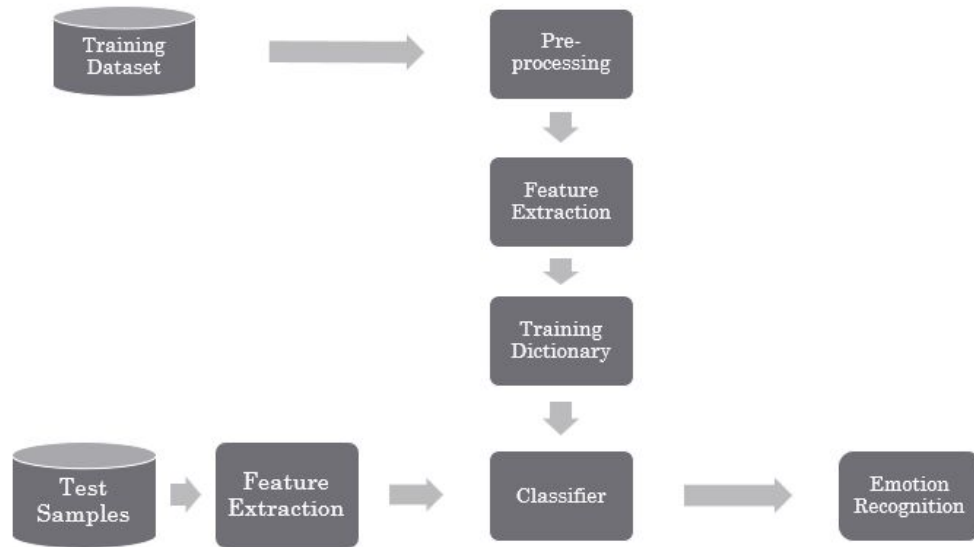 Training
Dataset
Pre-
processing
Feature
Extraction
Training
Dictionary
Test
Samples
Feature
Extraction
Classifier
Emotion
Recognition